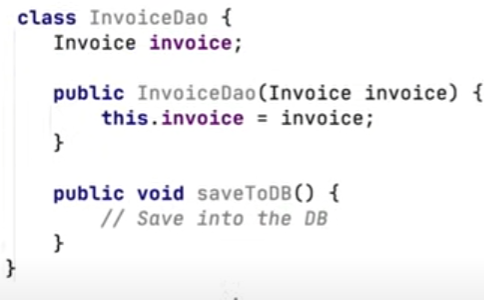 class InvoiceDao {
Invoice invoice;
public InvoiceDao(Invoice invoice) {
this.invoice = invoice;
}
public void saveToDB() {
// Save into the DB
}
}